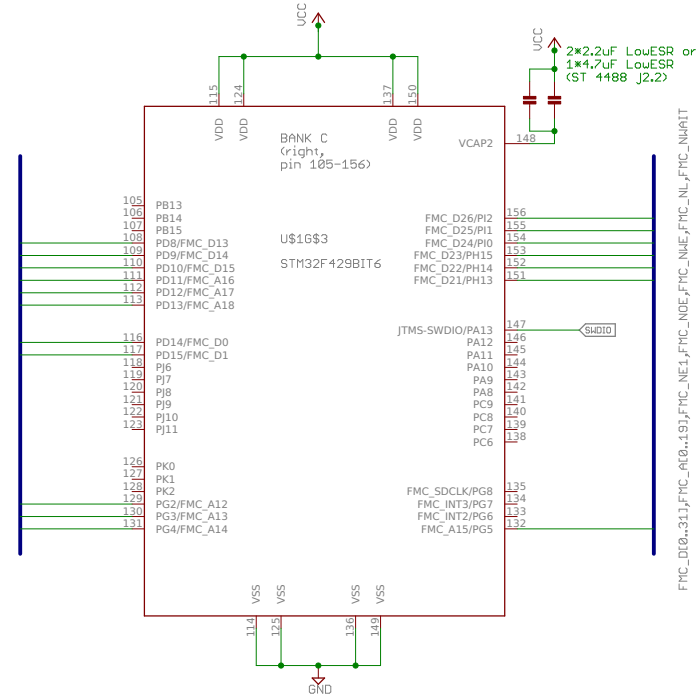 VCC
VCC
2*2.2uF LowESR or
1*4.7uF LowESR
(ST 4488 J2.2)
115
124
137
150
VDD
VDD
VDD
VDD
BANK C
(right,
pin 105-156)
VCAP2 148
105 PB13
106 PB14
107 PB15
108 PD8/FMC_D13
109 PD9/FMC_D14
110 PD10/FMC_D15
111 PD11/FMC_A16
112 PD12/FMC_A17
113 PD13/FMC_A18
U$1G$3
STM32F429BIT6
FMC_D26/PI2 156
FMC_D25/PI1 155
FMC_D24/PI0 154
FMC_D23/PH15 153
FMC_D22/PH14 152
FMC_D21/PH13 151
116 PD14/FMC_D0
117 PD15/FMC_D1
118 PJ6
119 PJ7
120 PJ8
121 PJ9
122 PJ10
123 PJ11
JTMS-SWDIO/PA13 147 SWDIO
PA12 146
PA11 145
PA10 144
PA9 143
PA8 142
PC9 141
PC8 140
PC7 139
PC6 138
126 PK0
127 PK1
128 PK2
129 PG2/FMC_A12
130 PG3/FMC_A13
131 PG4/FMC_A14
FMC_SDCLK/PG8 135
FMC_INT3/PG7 134
FMC_INT2/PG6 133
FMC_A15/PG5 132
VSS
VSS
VSS
VSS
114
125
136
149
GND
FMC_D[0..31],FMC_A[0..19],FMC_NE1,FMC_NOE,FMC_NWE,FMC_NL,FMC_NWAIT